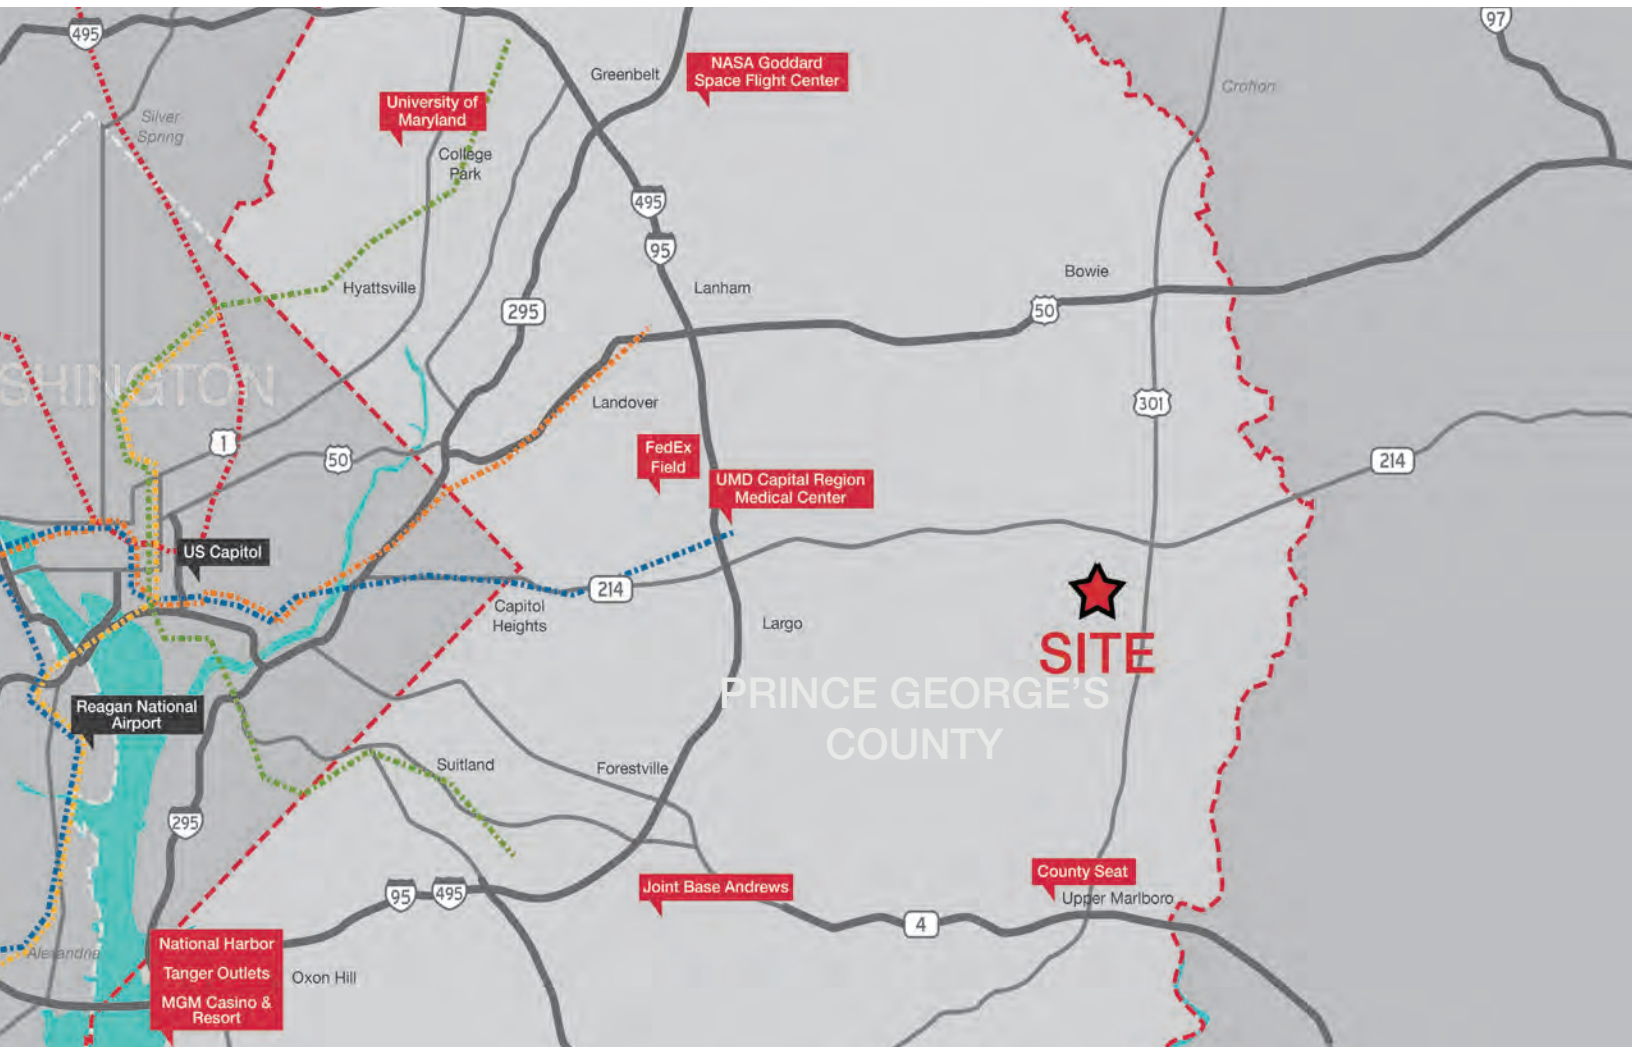 495
97
Greenbelt
NASA Goddard
Space Flight Center
Crofton
University of
Maryland
Silver
Spring
College
Park
495
95
Hyattsville
Lanham
Bowie
295
50
SHINGTON
Landover
301
1
50
FedEx
Field
214
UMD Capital Region
Medical Center
US Capitol
214
Capitol
Heights
Largo
SITE
PRINCE GEORGE'S
COUNTY
Reagan National
Airport
Suitland
Forestville
295
County Seat
95
495
Joint Base Andrews
Upper Marlboro
4
National Harbor
Tanger Outlets
MGM Casino &
Resort
Alexandria
Oxon Hill